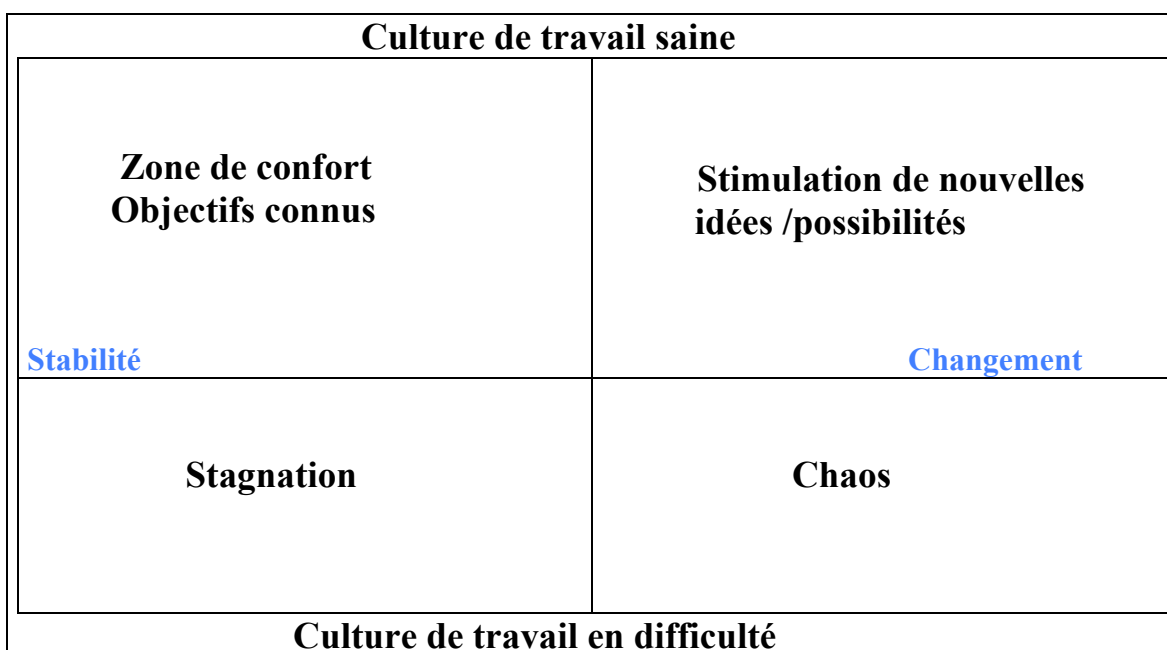 Culture de travail saine
Zone de confort
Objectifs connus
Stimulation de nouvelles
idées /possibilités
Stabilité
Changement
Stagnation
Chaos
Culture de travail en difficulté